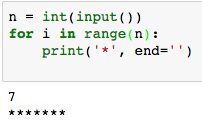 n = int(input())
for i in range(n):
    print('*', end='')
7
*******